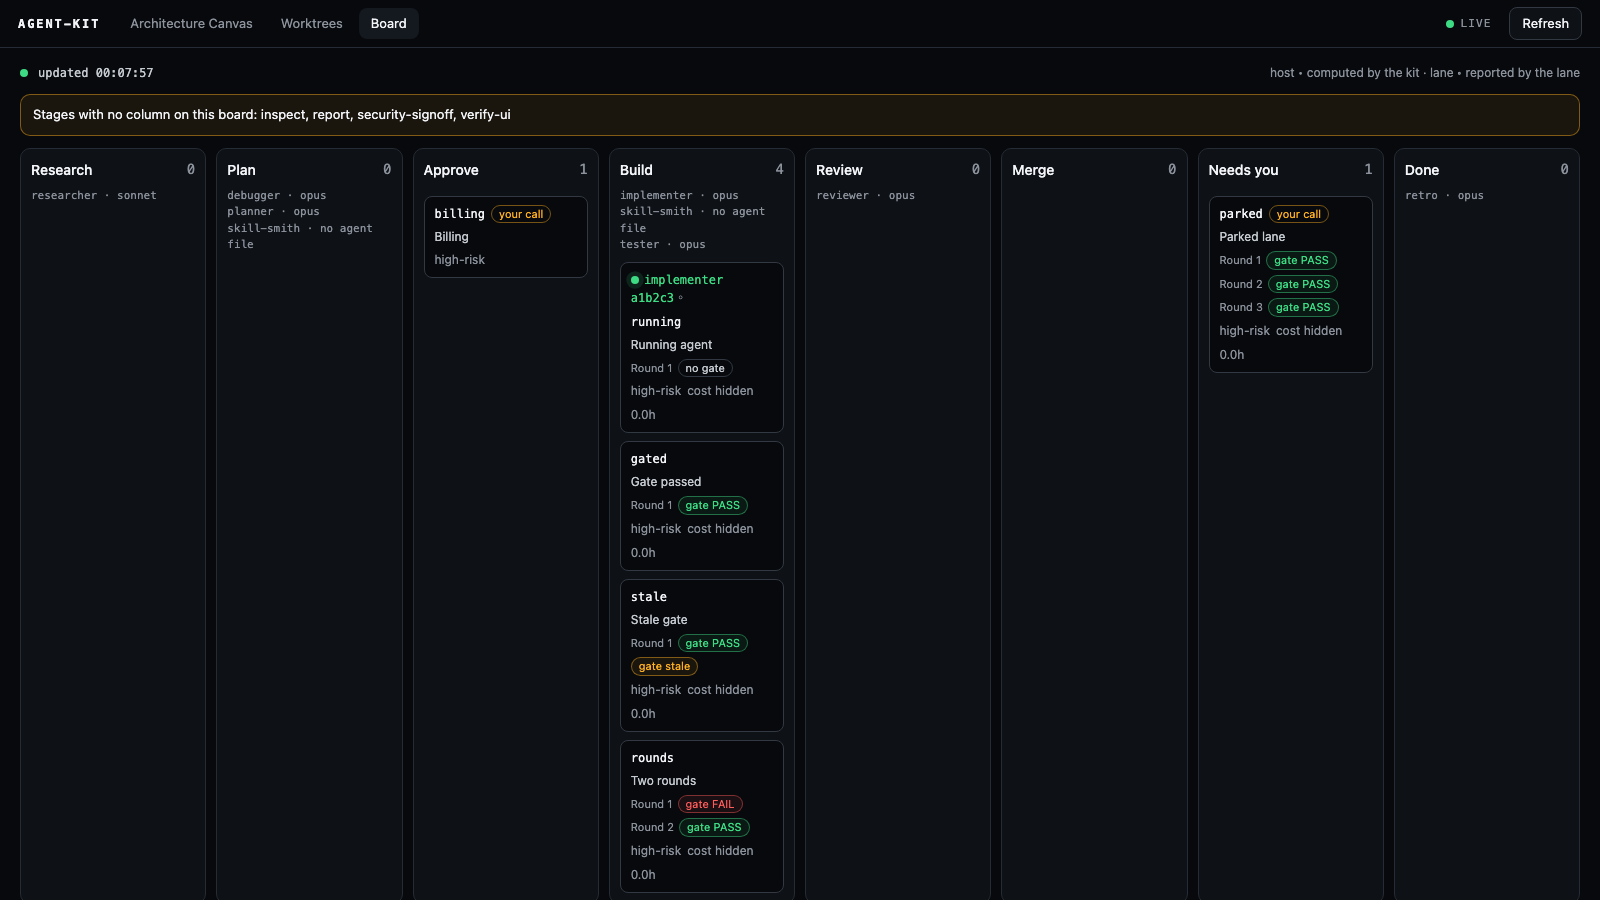 AGENT-KIT Architecture Canvas Worktrees Board LIVE Refresh
updated 00:07:57 host • computed by the kit · lane • reported by the lane
Stages with no column on this board: inspect, report, security-signoff, verify-ui
Research 0
researcher · sonnet
Plan 0
debugger · opus
planner · opus
skill-smith · no agent
file
Approve 1
billing your call
Billing
high-risk
Build 4
implementer · opus
skill-smith · no agent
file
tester · opus
implementer
a1b2c3
running
Running agent
Round 1 no gate
high-risk cost hidden
0.0h
gated
Gate passed
Round 1 gate PASS
high-risk cost hidden
0.0h
stale
Stale gate
Round 1 gate PASS
gate stale
high-risk cost hidden
0.0h
rounds
Two rounds
Round 1 gate FAIL
Round 2 gate PASS
high-risk cost hidden
0.0h
Review 0
reviewer · opus
Merge 0
Needs you 1
parked your call
Parked lane
Round 1 gate PASS
Round 2 gate PASS
Round 3 gate PASS
high-risk cost hidden
0.0h
Done 0
retro · opus